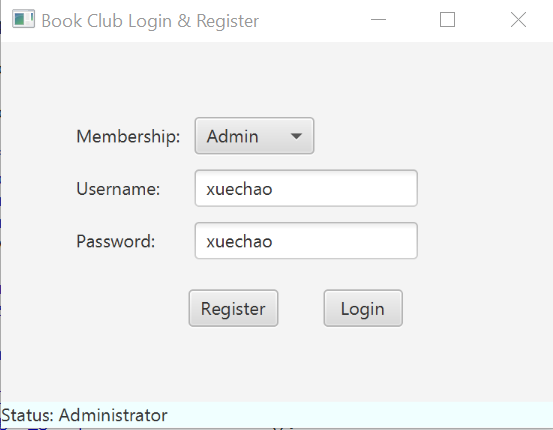 Book Club Login & Register
Membership: Admin
Username: xuechao
Password: xuechao
Register Login
Status: Administrator